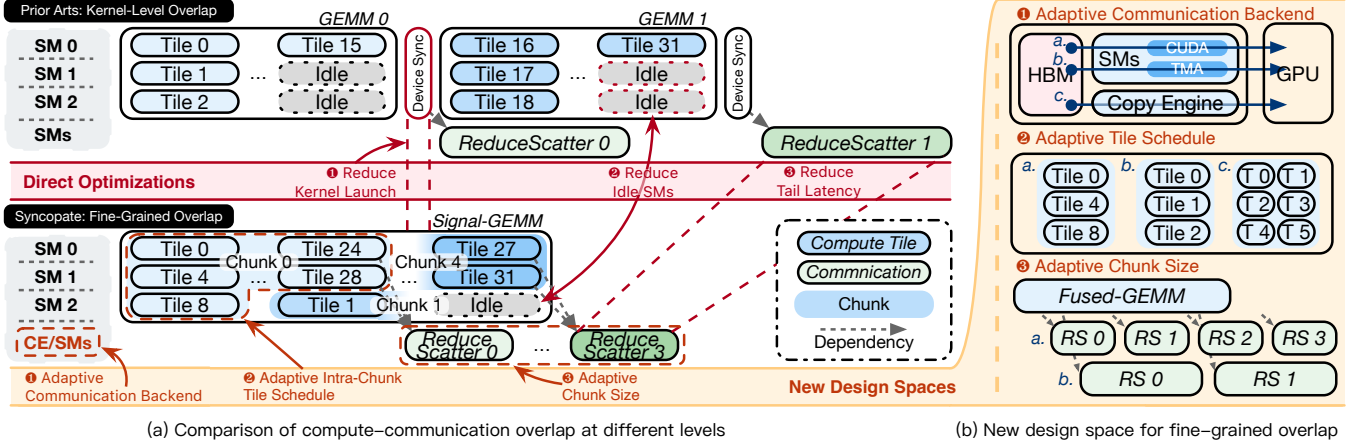 Prior Arts: Kernel-Level Overlap
GEMM 0
GEMM 1
SM 0
SM 1
SM 2
SMs
Tile 0
Tile 15
Tile 1
...
Idle
Tile 2
Idle
Device Sync
Tile 16
Tile 31
Tile 17
...
Idle
Tile 18
Idle
Device Sync
ReduceScatter 0
ReduceScatter 1
Direct Optimizations
❶ Reduce
Kernel Launch
❷ Reduce
Idle SMs
❸ Reduce
Tail Latency
Syncopate: Fine-Grained Overlap
Signal-GEMM
SM 0
SM 1
SM 2
CE/SMs
Tile 0
Tile 24
Tile 27
Chunk 0
Chunk 4
Tile 4
...
Tile 28
...
Tile 31
Tile 8
Tile 1
Chunk 1
Idle
Reduce
Scatter 0
...
Reduce
Scatter 3
Compute Tile
Commnication
Chunk
Dependency
❶ Adaptive
Communication Backend
❷ Adaptive Intra-Chunk
Tile Schedule
❸ Adaptive
Chunk Size
New Design Spaces
(a) Comparison of compute–communication overlap at different levels
❶ Adaptive Communication Backend
a.
b.
c.
HBM
SMs
CUDA
TMA
Copy Engine
GPU
❷ Adaptive Tile Schedule
a.
Tile 0
Tile 4
Tile 8
b.
Tile 0
Tile 1
Tile 2
c.
T 0
T 1
T 2
T 3
T 4
T 5
❸ Adaptive Chunk Size
Fused-GEMM
a.
RS 0
RS 1
RS 2
RS 3
b.
RS 0
RS 1
(b) New design space for fine-grained overlap